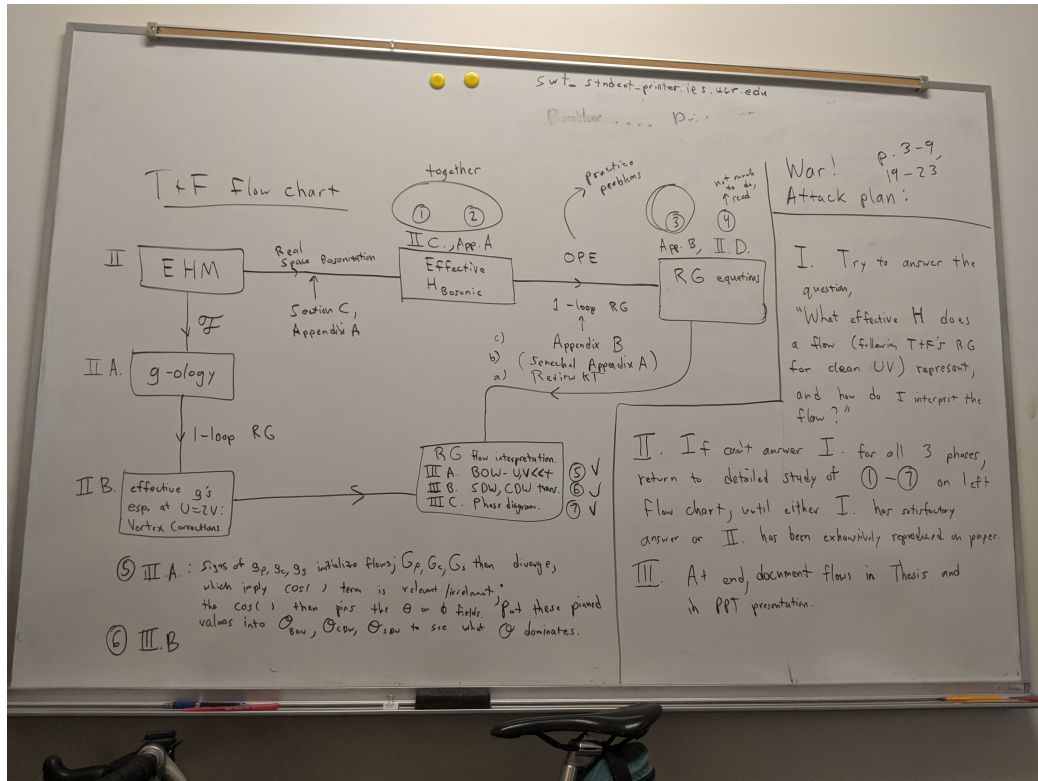 swt_student_printer.ies.ucr.edu
T+F flow chart
together
① ②
practice
problems
③
not much
to do,
read
④
War!
Attack plan:
p. 3-9,
19-23
II
EHM
Real
Space Bosonization
Section C,
Appendix A
II C., App. A
Effective
H Bosonic
OPE
1-loop RG
App. B, II. D.
RG equations
c) Appendix B
b) (Senechal Appendix A)
a) Review KT
F
II A.
g-ology
1-loop RG
II B.
effective g's
esp. at U=2V:
Vertex Corrections
RG flow interpretation.
III A. BOW- U,V<<t ⑤ ✓
III B. SDW, CDW trans. ⑥ ✓
III C. Phase diagram. ⑦ ✓
⑤ III.A.: Signs of gρ, gc, gs initialize flows; Gρ, Gc, Gs then diverge,
which imply cos( ) term is relevant/irrelevant;
the cos( ) then pins the θ or ϕ fields. Put these pinned
values into O BOW, O CDW, O SDW to see what O dominates.
⑥ III.B
I. Try to answer the
question,
"What effective H does
a flow (following T+F's RG
for clean UV) represent,
and how do I interpret the
flow?"
II. If can't answer I. for all 3 phases,
return to detailed study of ①-⑦ on left
flow chart, until either I. has satisfactory
answer or II. has been exhaustively reproduced on paper.
III. At end, document flows in Thesis and
in PPT presentation.